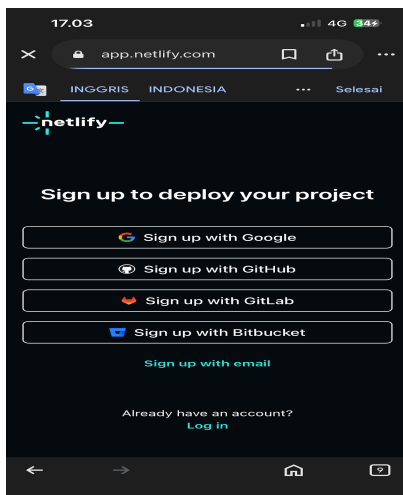 17.03
4G 34
app.netlify.com
INGGRIS INDONESIA ... Selesai
netlify
Sign up to deploy your project
Sign up with Google
Sign up with GitHub
Sign up with GitLab
Sign up with Bitbucket
Sign up with email
Already have an account?
Log in